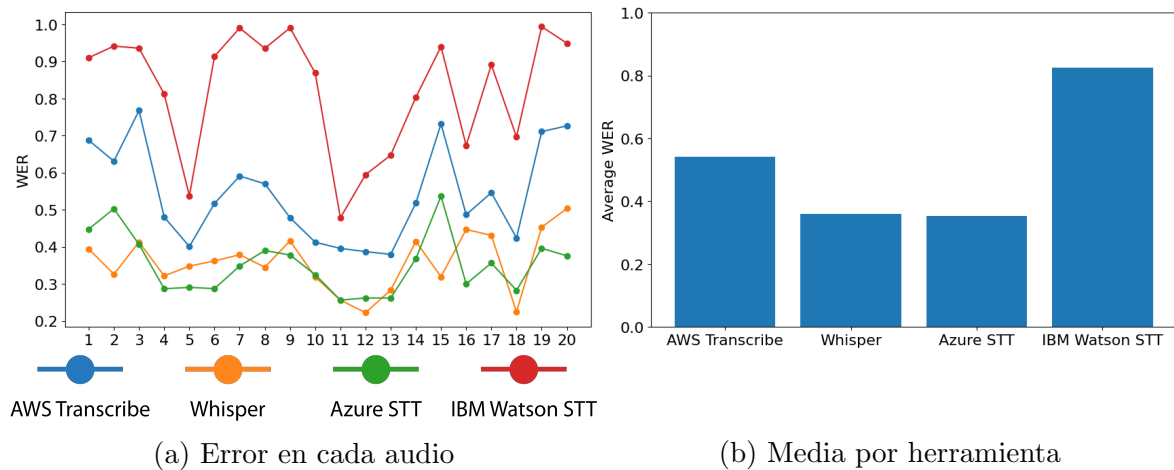 1.0
0.9
0.8
0.7
0.6
0.5
0.4
0.3
0.2
WER
1 2 3 4 5 6 7 8 9 10 11 12 13 14 15 16 17 18 19 20
AWS Transcribe Whisper Azure STT IBM Watson STT
(a) Error en cada audio
1.0
0.8
0.6
0.4
0.2
0.0
Average WER
AWS Transcribe Whisper Azure STT IBM Watson STT
(b) Media por herramienta